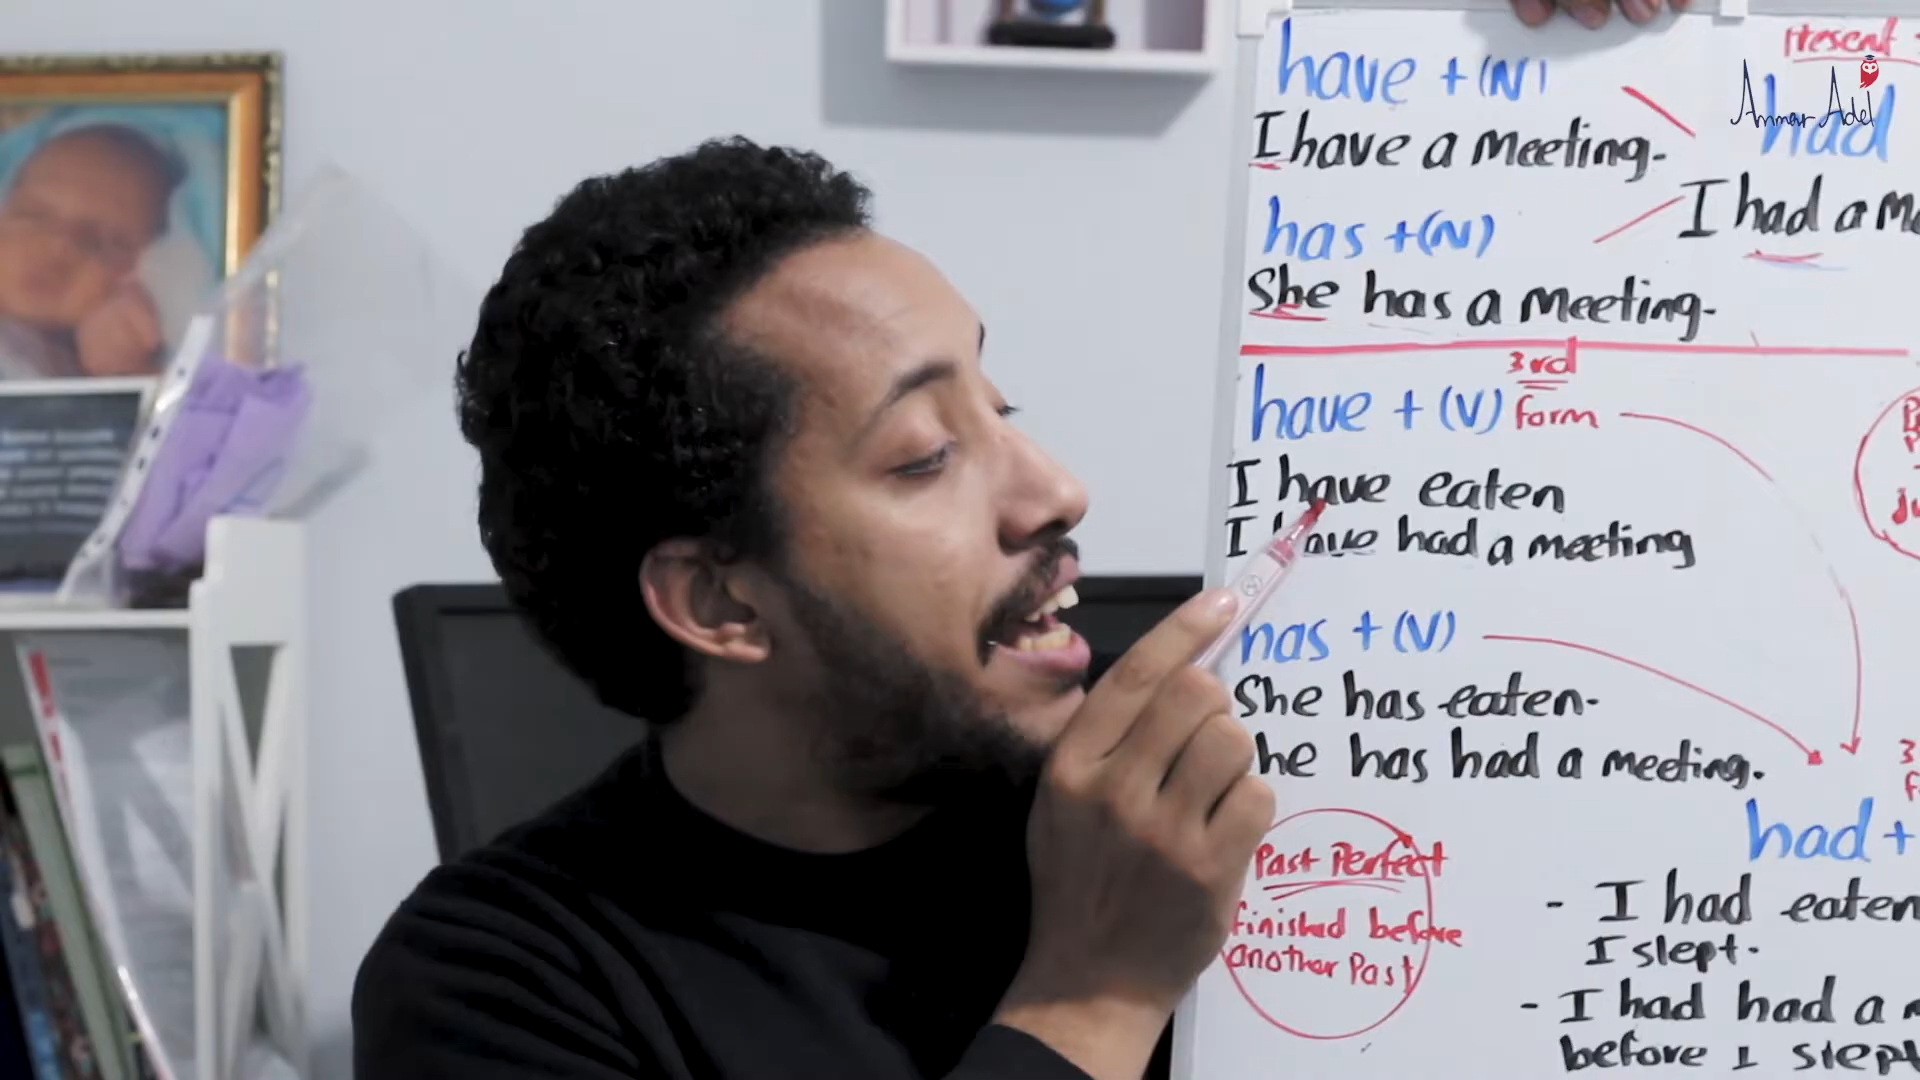 have + (N)
I have a meeting.
has + (N)
She has a meeting.
Present
Ammar Adel
had
I had a
3rd
have + (V) form
I have eaten
I have had a meeting
has + (V)
She has eaten.
he has had a meeting.
Past Perfect
finished before
another Past
3
had +
- I had eaten
I slept.
- I had had a
before I slept